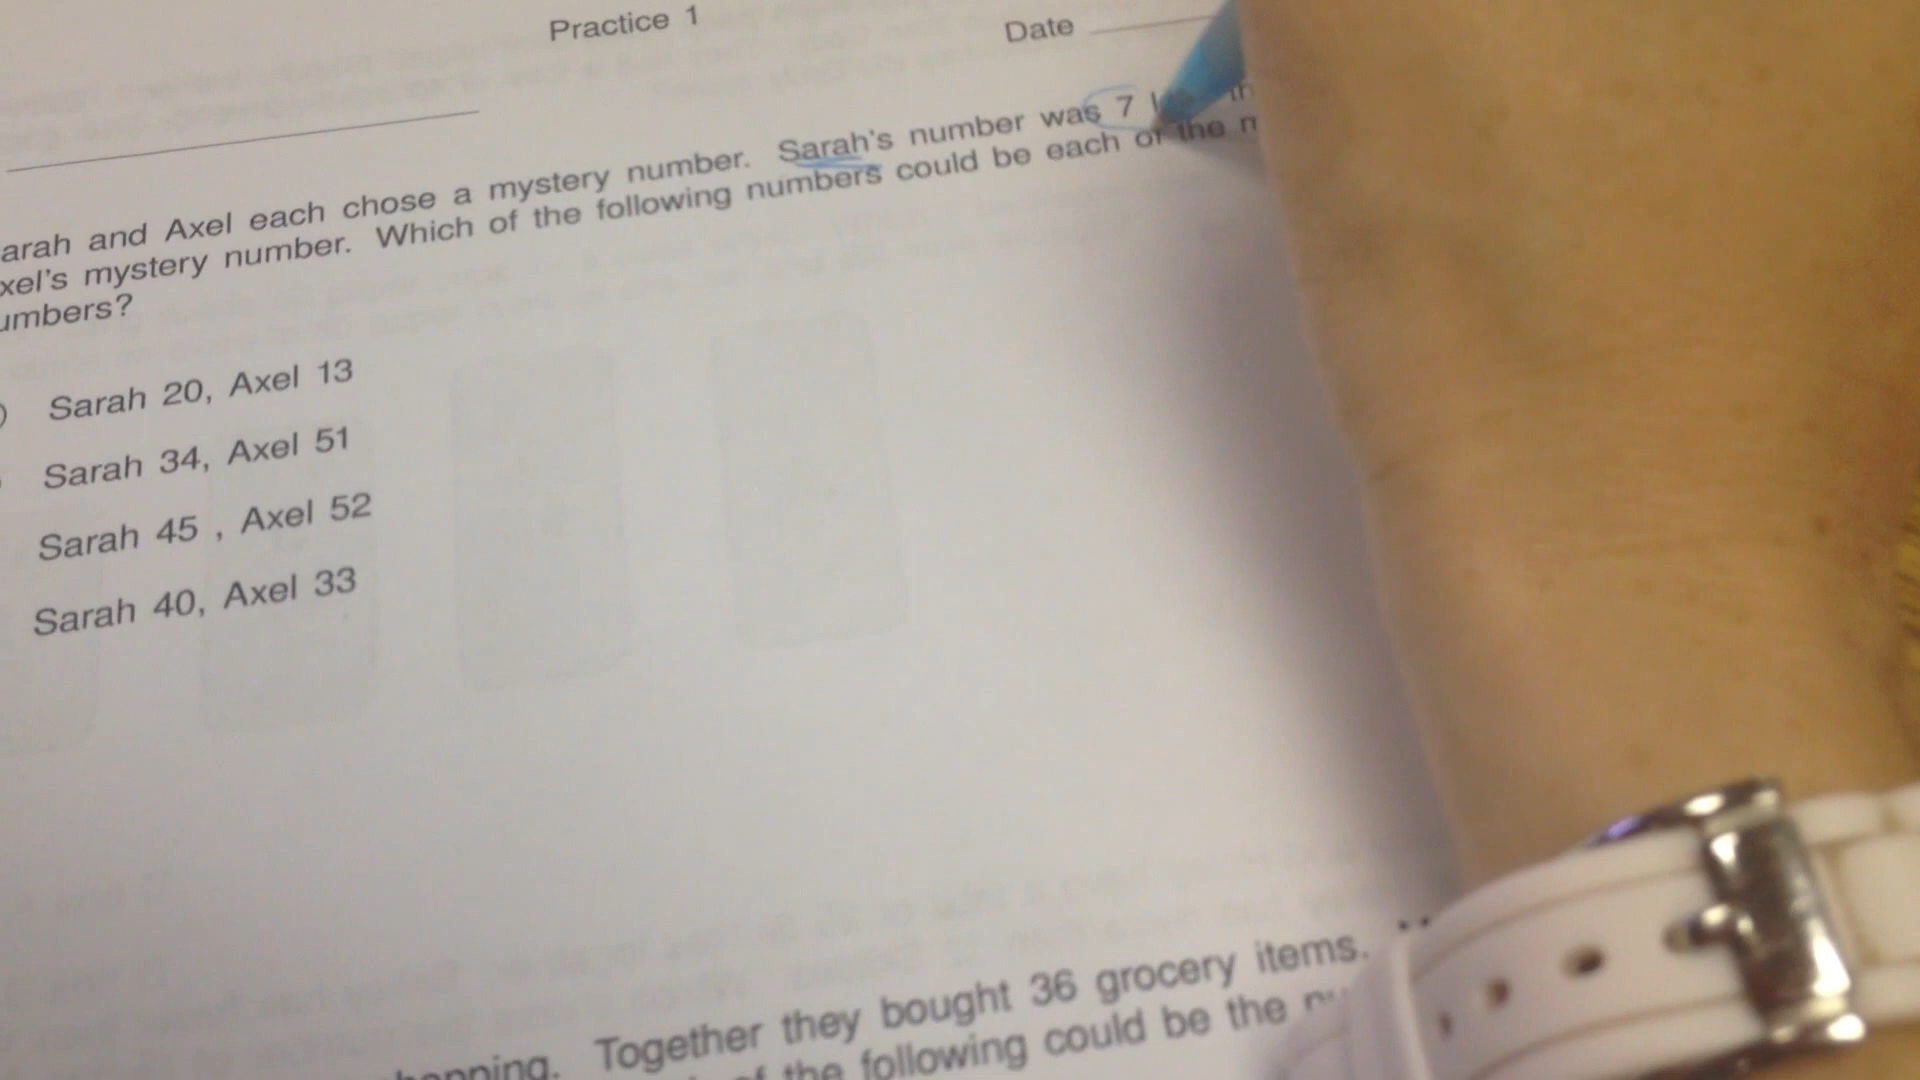 Practice 1
Date
arah and Axel each chose a mystery number. Sarah's number was 7
xel's mystery number. Which of the following numbers could be each of the
umbers?
Sarah 20, Axel 13
Sarah 34, Axel 51
Sarah 45 , Axel 52
Sarah 40, Axel 33
Together they bought 36 grocery items.
the following could be the